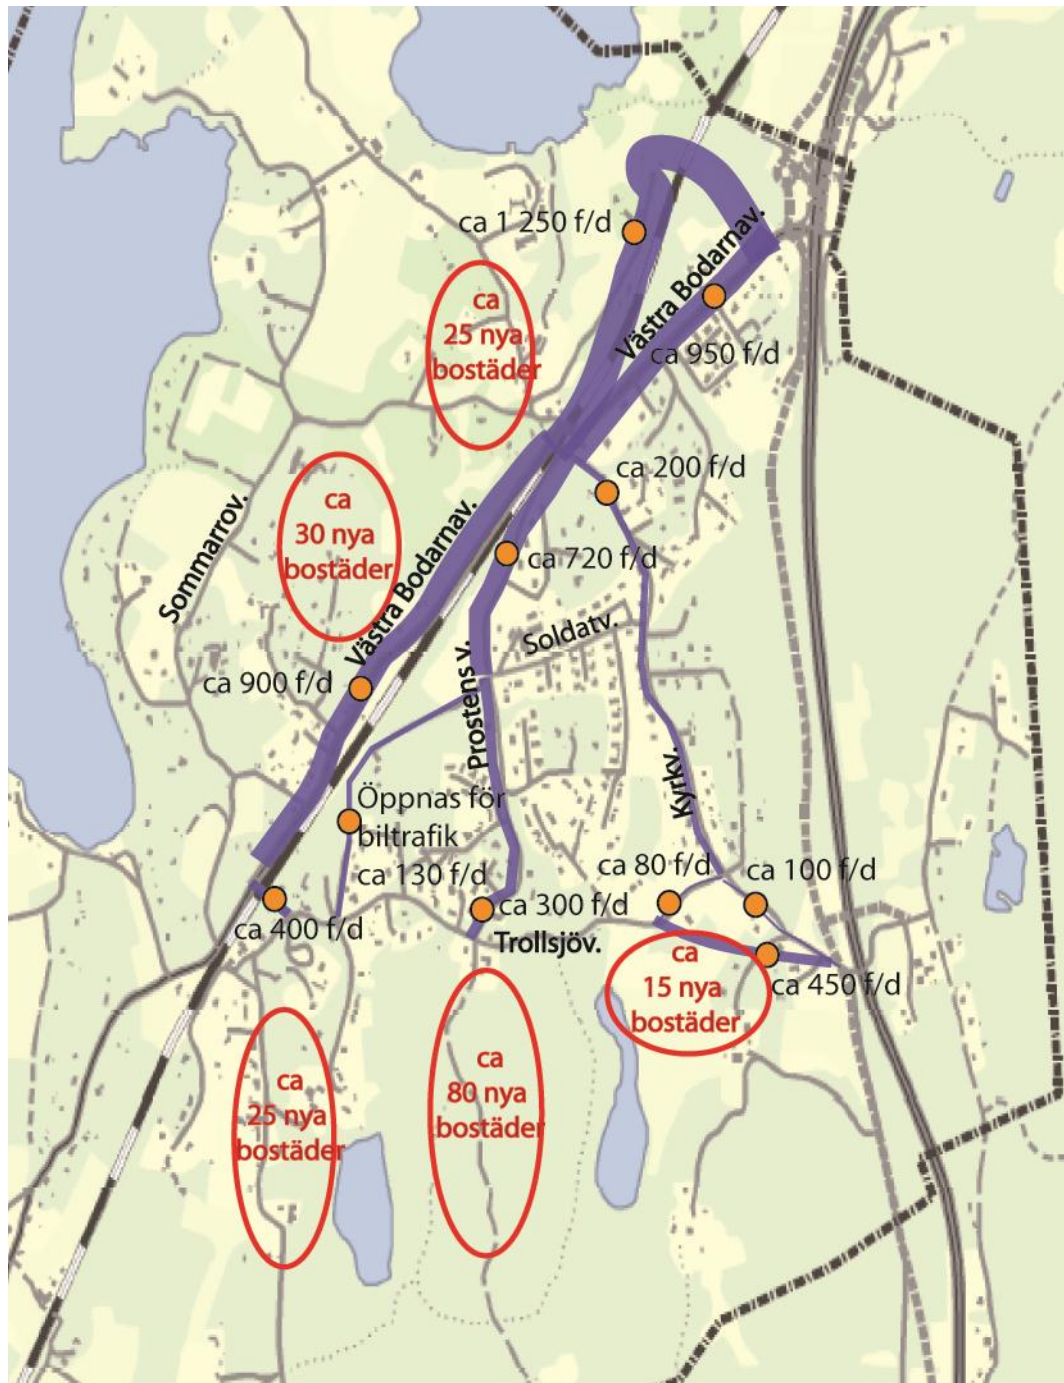 ca 1 250 f/d
Västra Bodarnav.
ca
25 nya
bostäder
ca 950 f/d
ca 200 f/d
ca
30 nya
bostäder
Sommarrov.
Västra Bodarnav.
ca 720 f/d
Soldatv.
ca 900 f/d
Prostens v.
Kyrkv.
Öppnas för
biltrafik
ca 130 f/d
ca 80 f/d
ca 100 f/d
ca 400 f/d
ca 300 f/d
Trollsjöv.
ca
15 nya
bostäder
ca 450 f/d
ca
25 nya
bostäder
ca
80 nya
bostäder